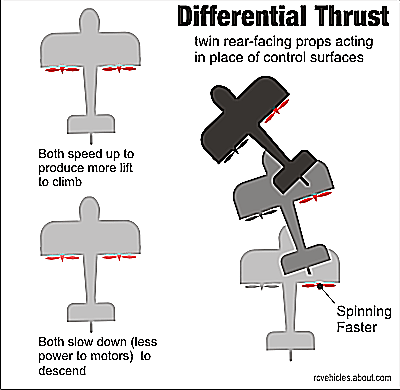 Differential Thrust
twin rear-facing props acting
in place of control surfaces
Both speed up to
produce more lift
to climb
Both slow down (less
power to motors) to
descend
Spinning
Faster
rcvehicles.about.com